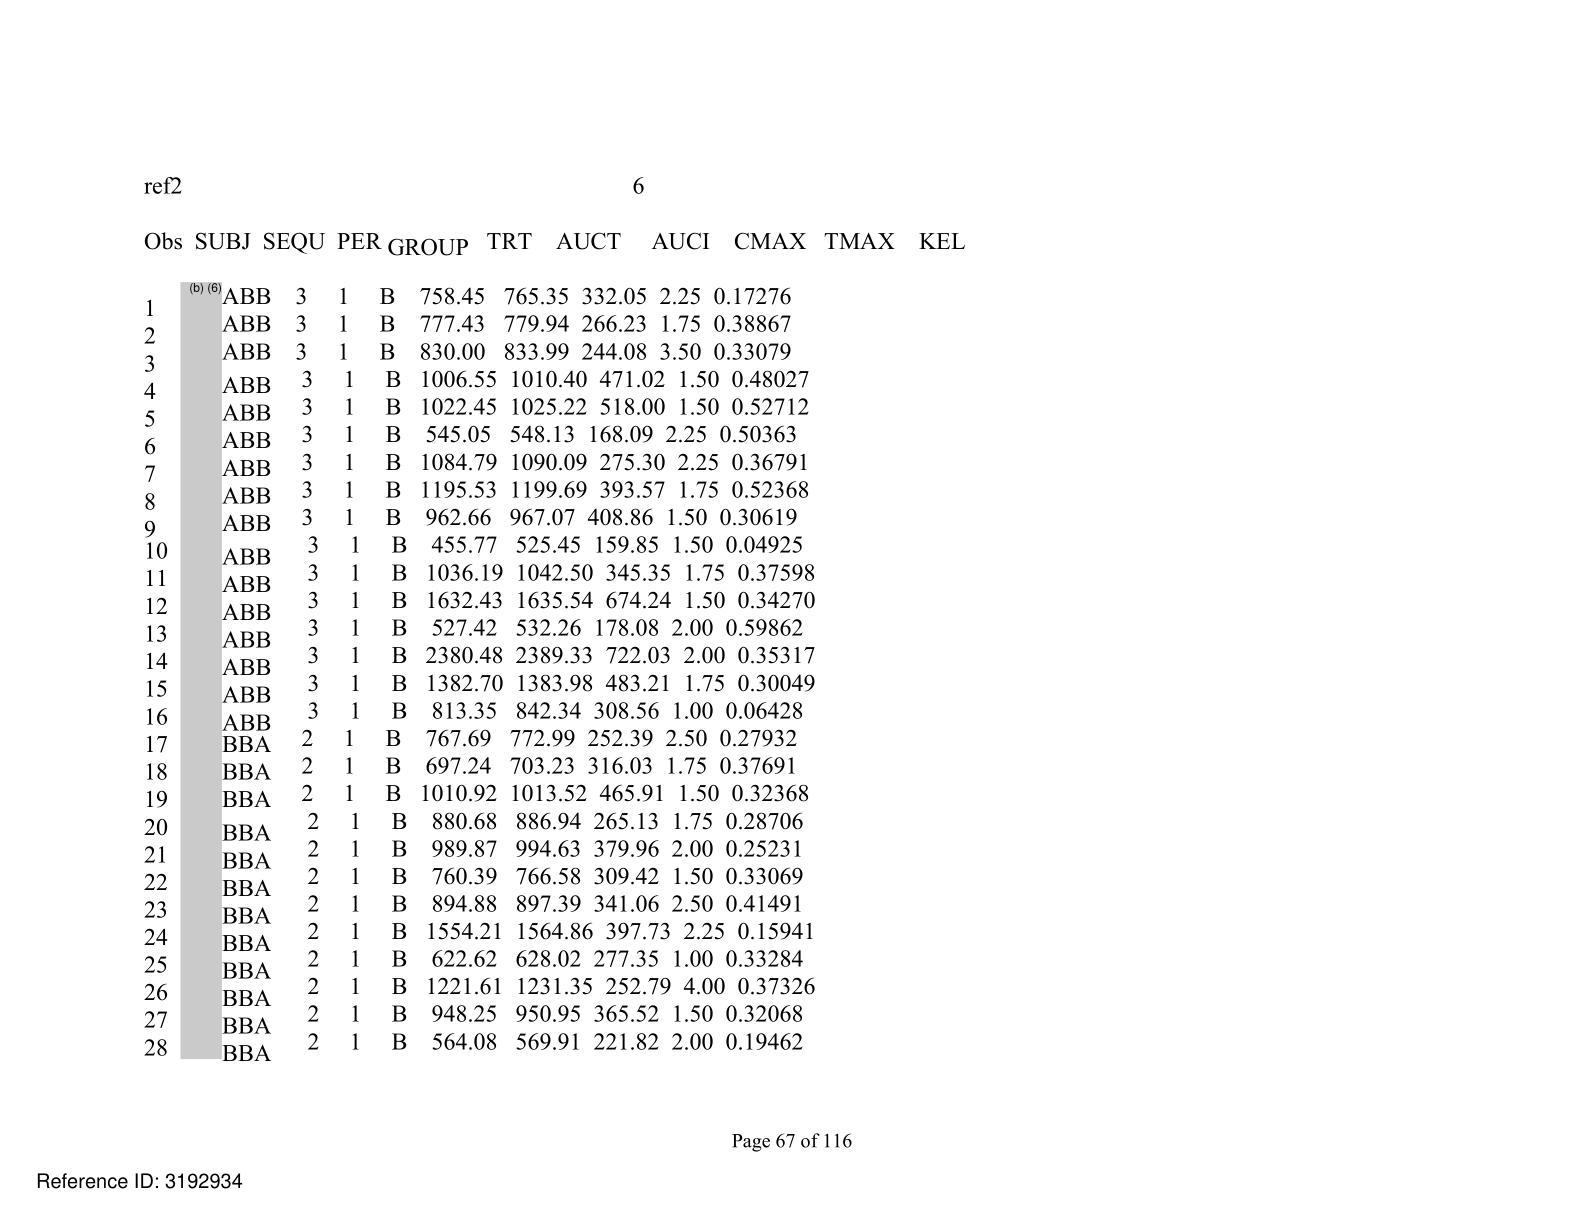 ref2 6
Obs SUBJ SEQU PER GROUP TRT AUCT AUCI CMAX TMAX KEL
(b) (6)
1 ABB 3 1 B 758.45 765.35 332.05 2.25 0.17276
2 ABB 3 1 B 777.43 779.94 266.23 1.75 0.38867
3 ABB 3 1 B 830.00 833.99 244.08 3.50 0.33079
4 ABB 3 1 B 1006.55 1010.40 471.02 1.50 0.48027
5 ABB 3 1 B 1022.45 1025.22 518.00 1.50 0.52712
6 ABB 3 1 B 545.05 548.13 168.09 2.25 0.50363
7 ABB 3 1 B 1084.79 1090.09 275.30 2.25 0.36791
8 ABB 3 1 B 1195.53 1199.69 393.57 1.75 0.52368
9 ABB 3 1 B 962.66 967.07 408.86 1.50 0.30619
10 ABB 3 1 B 455.77 525.45 159.85 1.50 0.04925
11 ABB 3 1 B 1036.19 1042.50 345.35 1.75 0.37598
12 ABB 3 1 B 1632.43 1635.54 674.24 1.50 0.34270
13 ABB 3 1 B 527.42 532.26 178.08 2.00 0.59862
14 ABB 3 1 B 2380.48 2389.33 722.03 2.00 0.35317
15 ABB 3 1 B 1382.70 1383.98 483.21 1.75 0.30049
16 ABB 3 1 B 813.35 842.34 308.56 1.00 0.06428
17 BBA 2 1 B 767.69 772.99 252.39 2.50 0.27932
18 BBA 2 1 B 697.24 703.23 316.03 1.75 0.37691
19 BBA 2 1 B 1010.92 1013.52 465.91 1.50 0.32368
20 BBA 2 1 B 880.68 886.94 265.13 1.75 0.28706
21 BBA 2 1 B 989.87 994.63 379.96 2.00 0.25231
22 BBA 2 1 B 760.39 766.58 309.42 1.50 0.33069
23 BBA 2 1 B 894.88 897.39 341.06 2.50 0.41491
24 BBA 2 1 B 1554.21 1564.86 397.73 2.25 0.15941
25 BBA 2 1 B 622.62 628.02 277.35 1.00 0.33284
26 BBA 2 1 B 1221.61 1231.35 252.79 4.00 0.37326
27 BBA 2 1 B 948.25 950.95 365.52 1.50 0.32068
28 BBA 2 1 B 564.08 569.91 221.82 2.00 0.19462
Page 67 of 116
Reference ID: 3192934